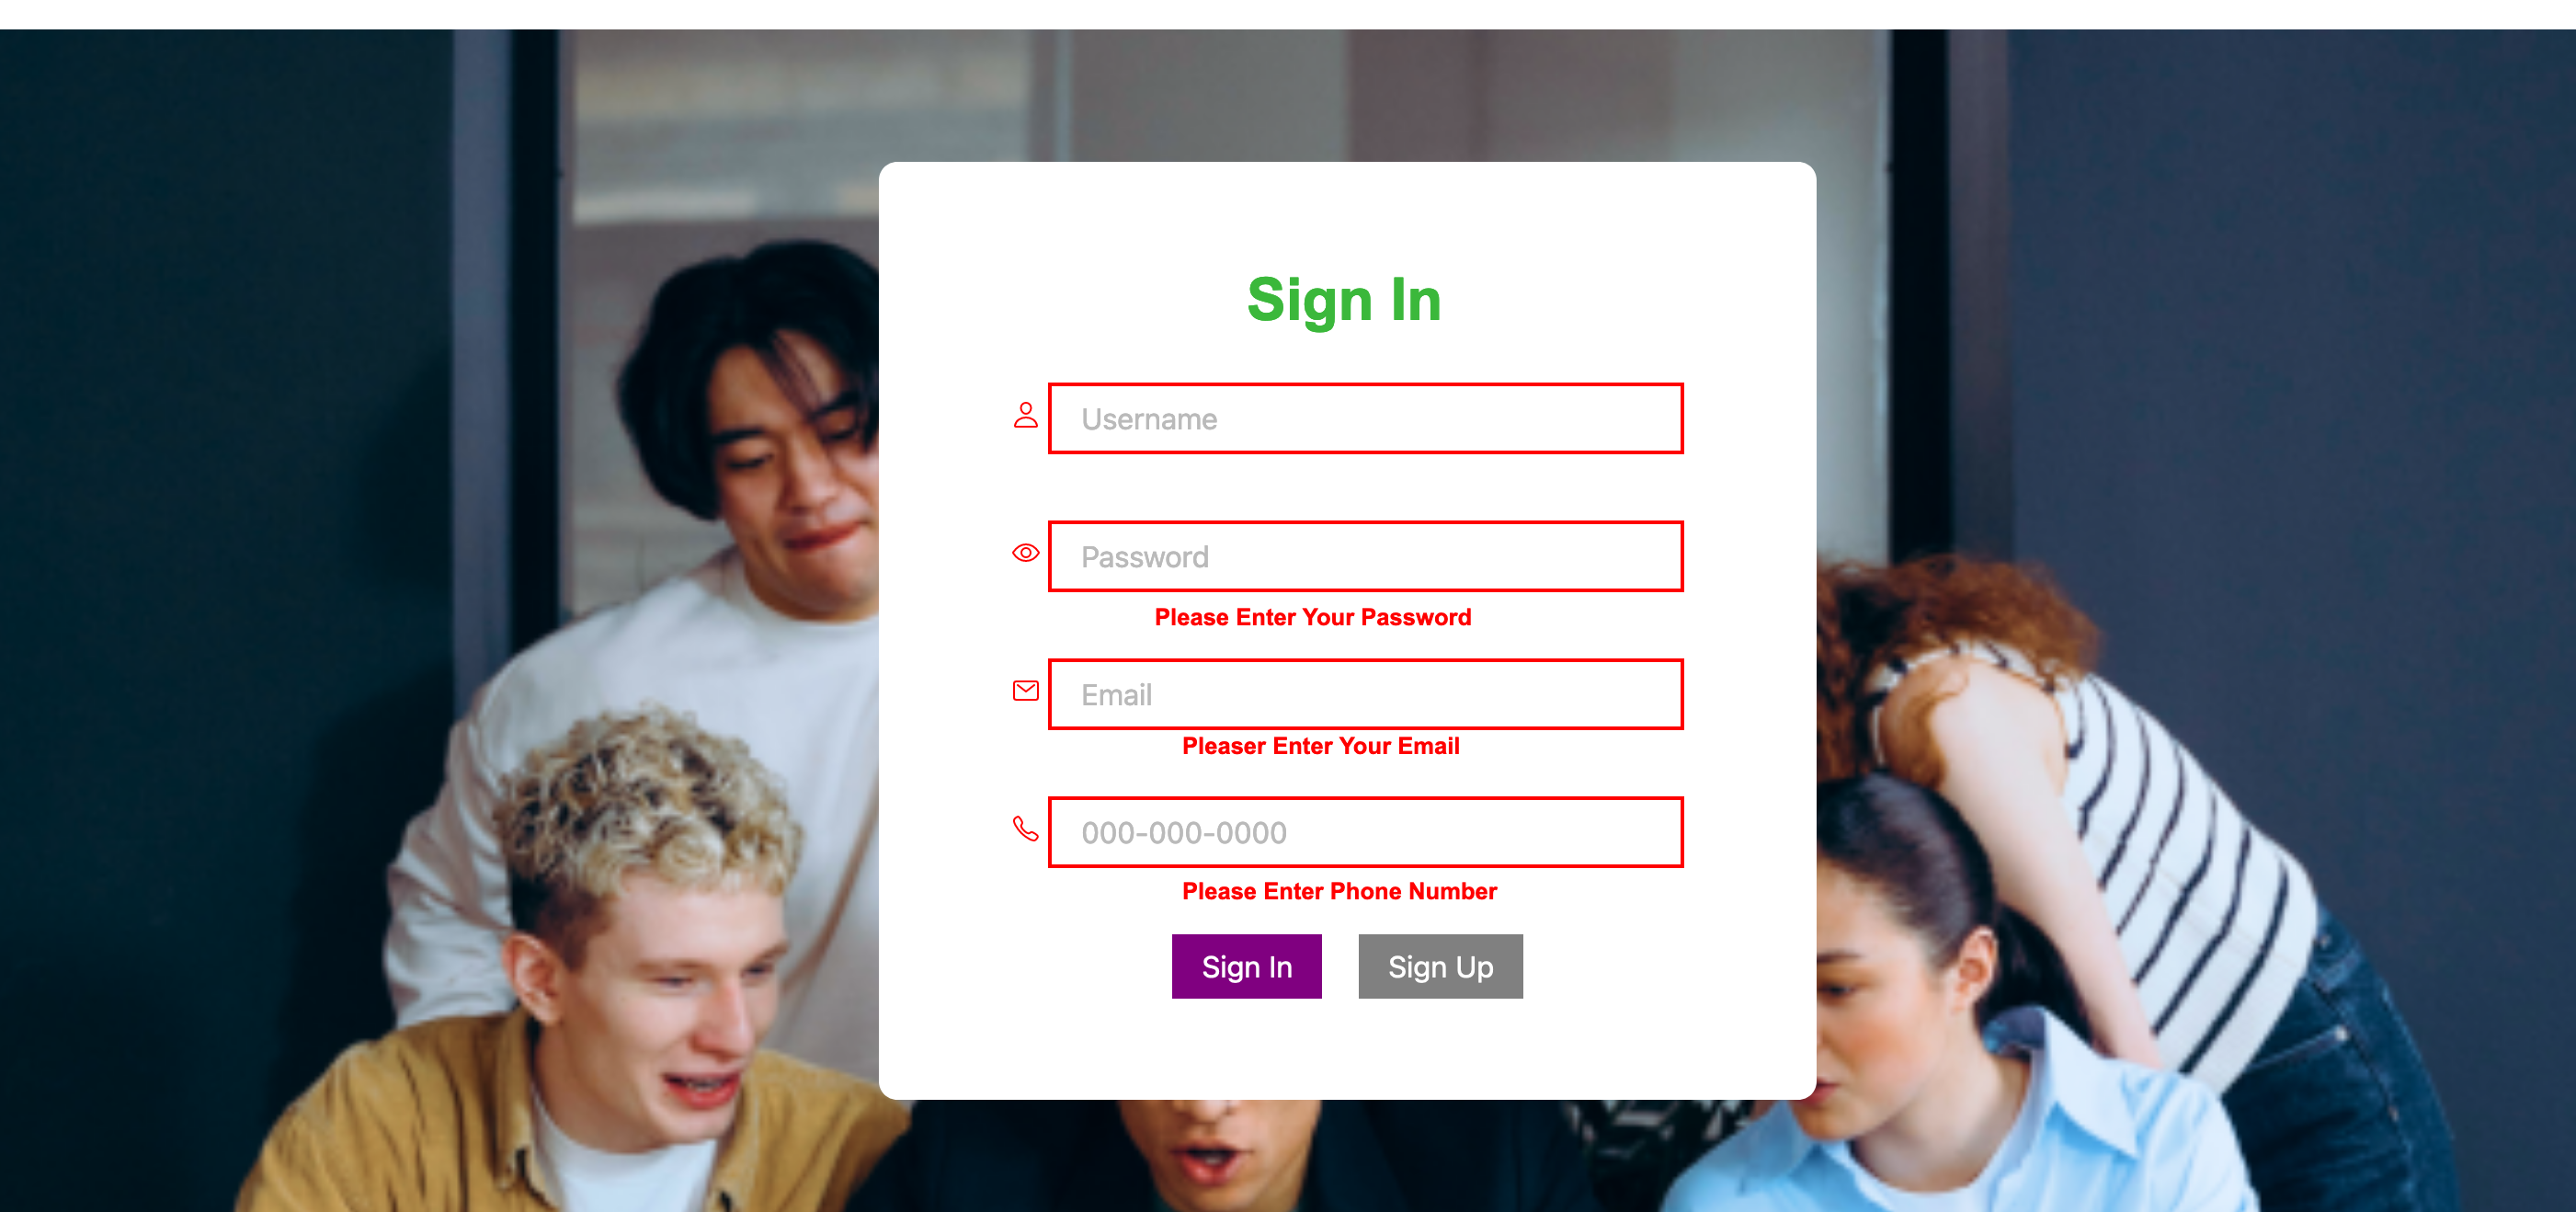 Sign In
Username
Password
Please Enter Your Password
Email
Pleaser Enter Your Email
000-000-0000
Please Enter Phone Number
Sign In Sign Up